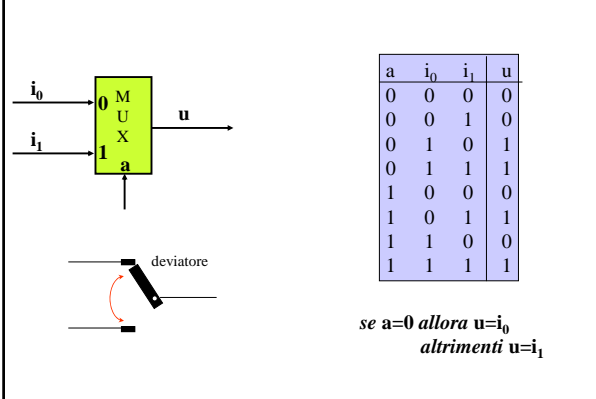 i0
i1
0
1
M
U
X
a
u
deviatore
a i0 i1 u
0 0 0 0
0 0 1 0
0 1 0 1
0 1 1 1
1 0 0 0
1 0 1 1
1 1 0 0
1 1 1 1
se a=0 allora u=i0
altrimenti u=i1